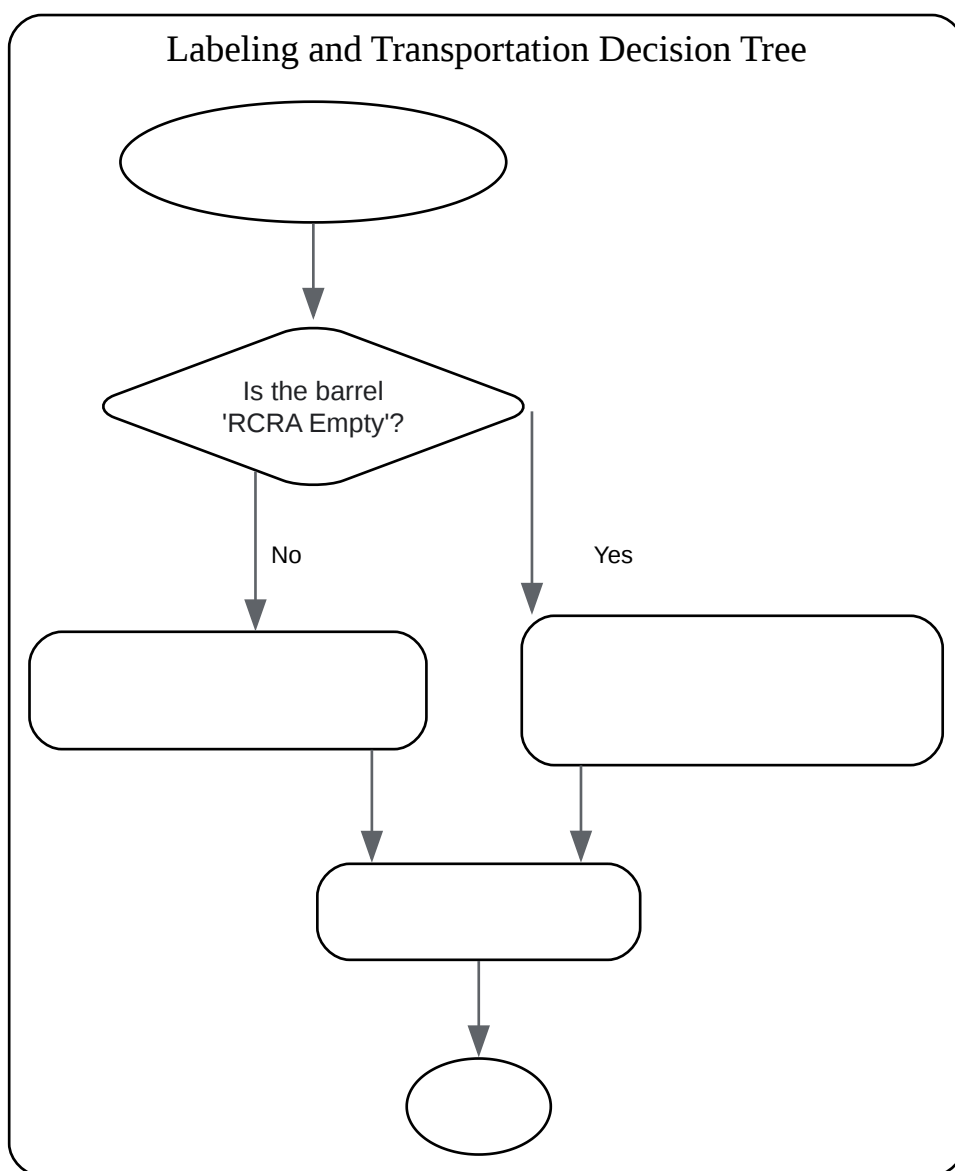 Labeling and Transportation Decision Tree
Is the barrel
'RCRA Empty'?
No
Yes